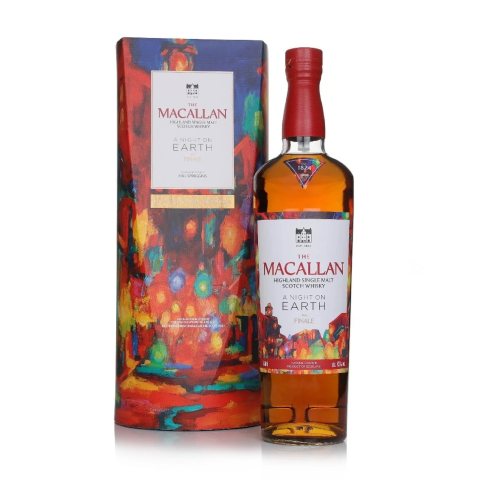 THE
MACALLAN
HIGHLAND SINGLE MALT
SCOTCH WHISKY
A NIGHT ON
EARTH
FINALE
1824
THE
MACALLAN
HIGHLAND SINGLE MALT
SCOTCH WHISKY
A NIGHT ON
EARTH
FINALE